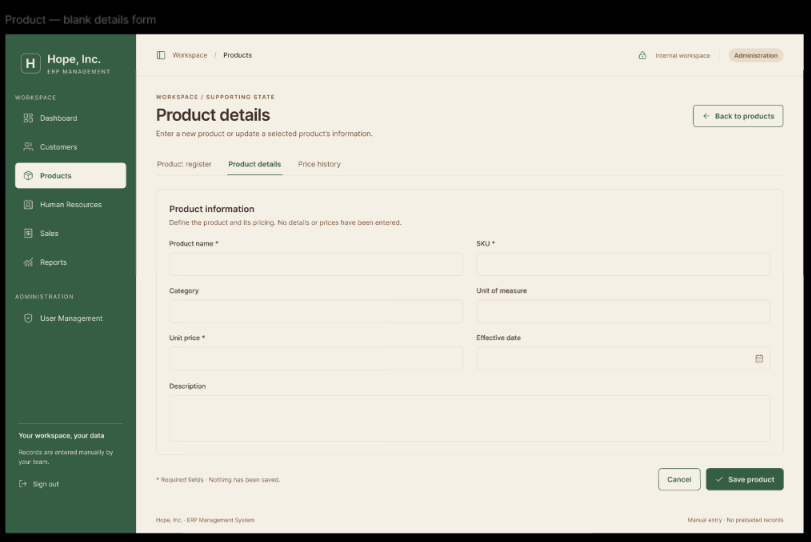 Product — blank details form
H
Hope, Inc.
ERP MANAGEMENT
WORKSPACE
Dashboard
Customers
Products
Human Resources
Sales
Reports
ADMINISTRATION
User Management
Your workspace, your data
Records are entered manually by
your team.
Sign out
Workspace / Products
Internal workspace
Administration
WORKSPACE / SUPPORTING STATE
Product details
Enter a new product or update a selected product's information.
← Back to products
Product register
Product details
Price history
Product information
Define the product and its pricing. No details or prices have been entered.
Product name *
SKU *
Category
Unit of measure
Unit price *
Effective date
Description
* Required fields · Nothing has been saved.
Cancel
Save product
Hope, Inc. · ERP Management System
Manual entry · No preloaded records